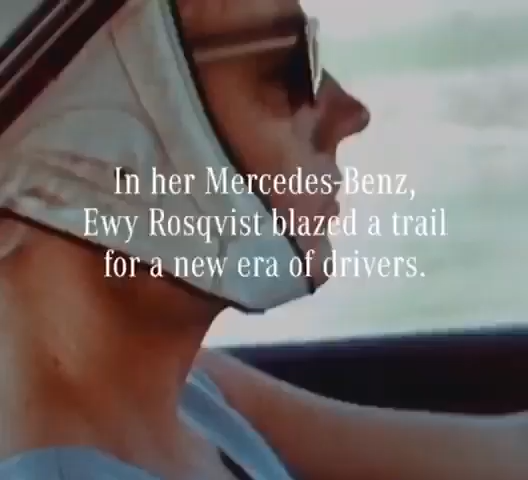 In her Mercedes-Benz,
Ewy Rosqvist blazed a trail
for a new era of drivers.